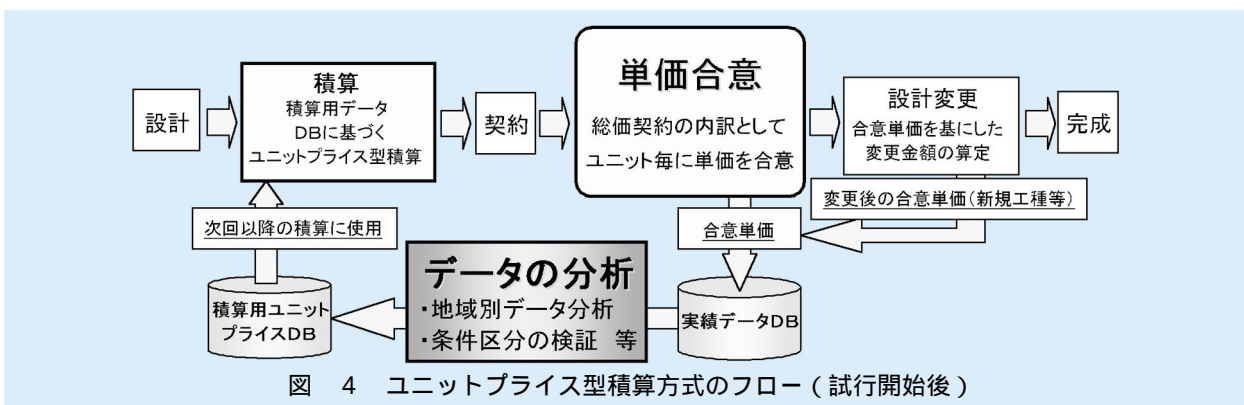 設計
積算
積算用データ
DBに基づく
ユニットプライス型積算
契約
単価合意
総価契約の内訳として
ユニット毎に単価を合意
設計変更
合意単価を基にした
変更金額の算定
完成
変更後の合意単価(新規工種等)
合意単価
次回以降の積算に使用
データの分析
・地域別データ分析
・条件区分の検証 等
実績データDB
積算用ユニット
プライスDB
図 4 ユニットプライス型積算方式のフロー(試行開始後)